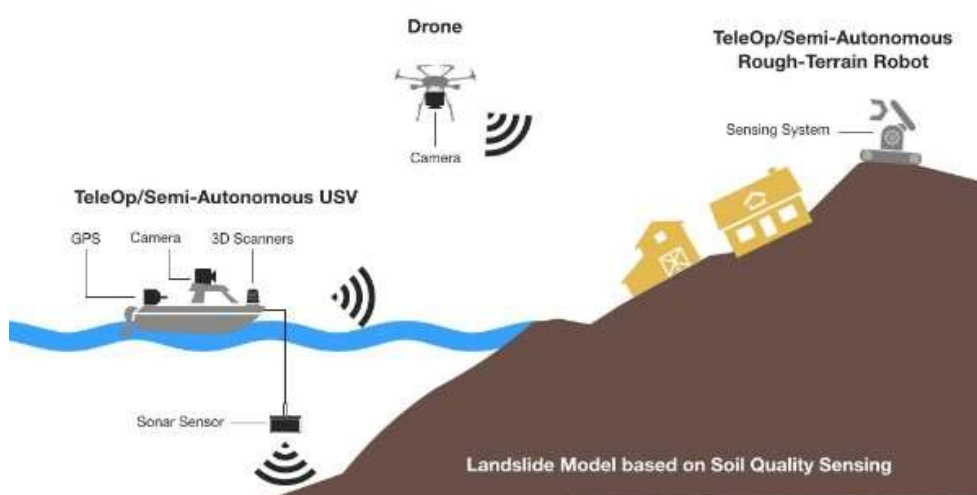 Drone
TeleOp/Semi-Autonomous
Rough-Terrain Robot
Sensing System
Camera
TeleOp/Semi-Autonomous USV
GPS
Camera
3D Scanners
Sonar Sensor
Landslide Model based on Soil Quality Sensing